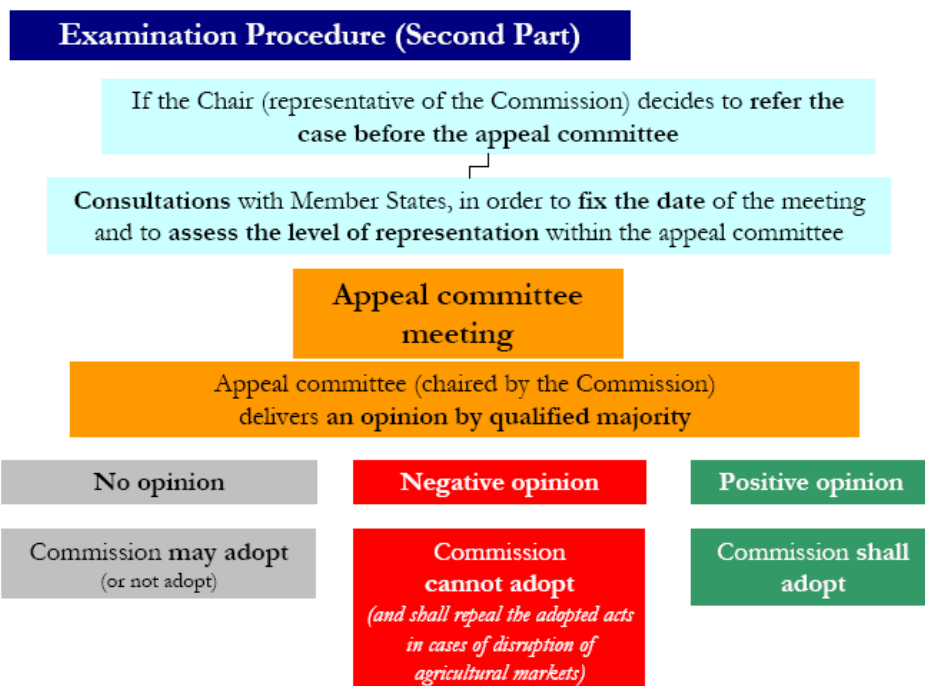 Examination Procedure (Second Part)
If the Chair (representative of the Commission) decides to refer the
case before the appeal committee
Consultations with Member States, in order to fix the date of the meeting
and to assess the level of representation within the appeal committee
Appeal committee
meeting
Appeal committee (chaired by the Commission)
delivers an opinion by qualified majority
No opinion
Negative opinion
Positive opinion
Commission may adopt
(or not adopt)
Commission
cannot adopt
(and shall repeal the adopted acts
in cases of disruption of
agricultural markets)
Commission shall
adopt